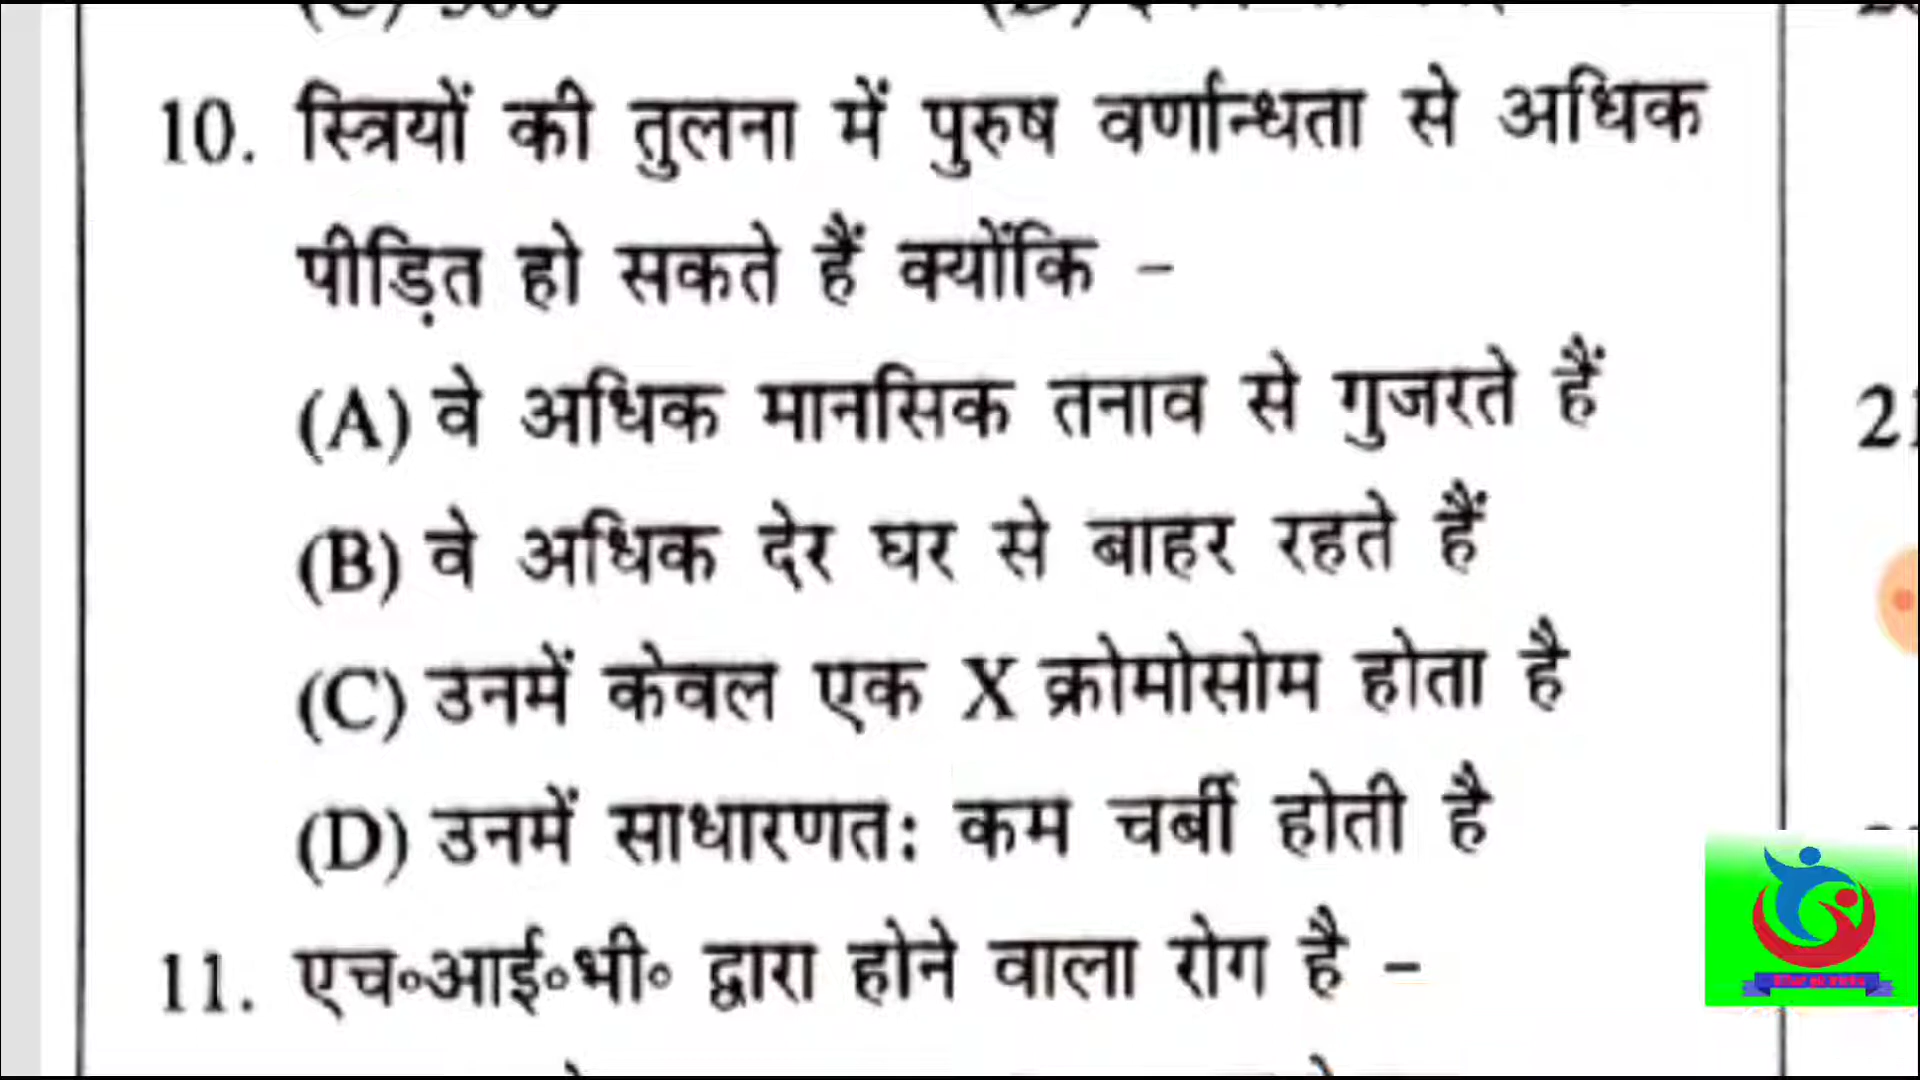 10. स्त्रियों की तुलना में पुरुष वर्णान्धता से अधिक
पीड़ित हो सकते हैं क्योंकि -
(A) वे अधिक मानसिक तनाव से गुजरते हैं
(B) वे अधिक देर घर से बाहर रहते हैं
(C) उनमें केवल एक X क्रोमोसोम होता है
(D) उनमें साधारणतः कम चर्बी होती है
11. एच॰आई॰भी॰ द्वारा होने वाला रोग है -